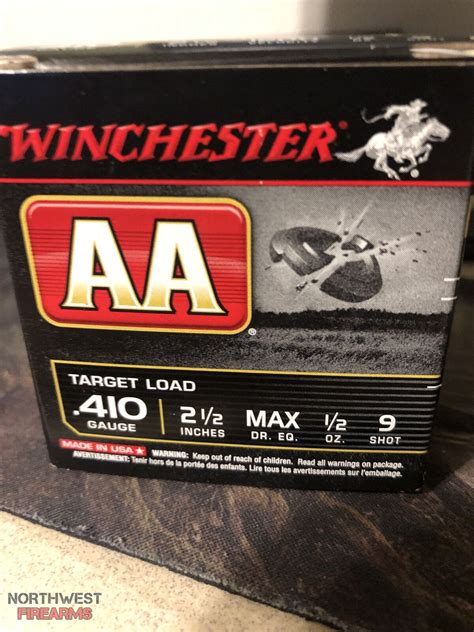 WINCHESTER
AA
®
TARGET LOAD
.410 GAUGE
2 1/2 INCHES
MAX DR. EQ.
1/2 OZ.
9 SHOT
MADE IN USA ★
WARNING: Keep out of reach of children. Read all warnings on package.
AVERTISSEMENT: Tenir hors de la portée des enfants. Lire tous les avertissements sur l'emballage.
NORTHWEST
FIREARMS